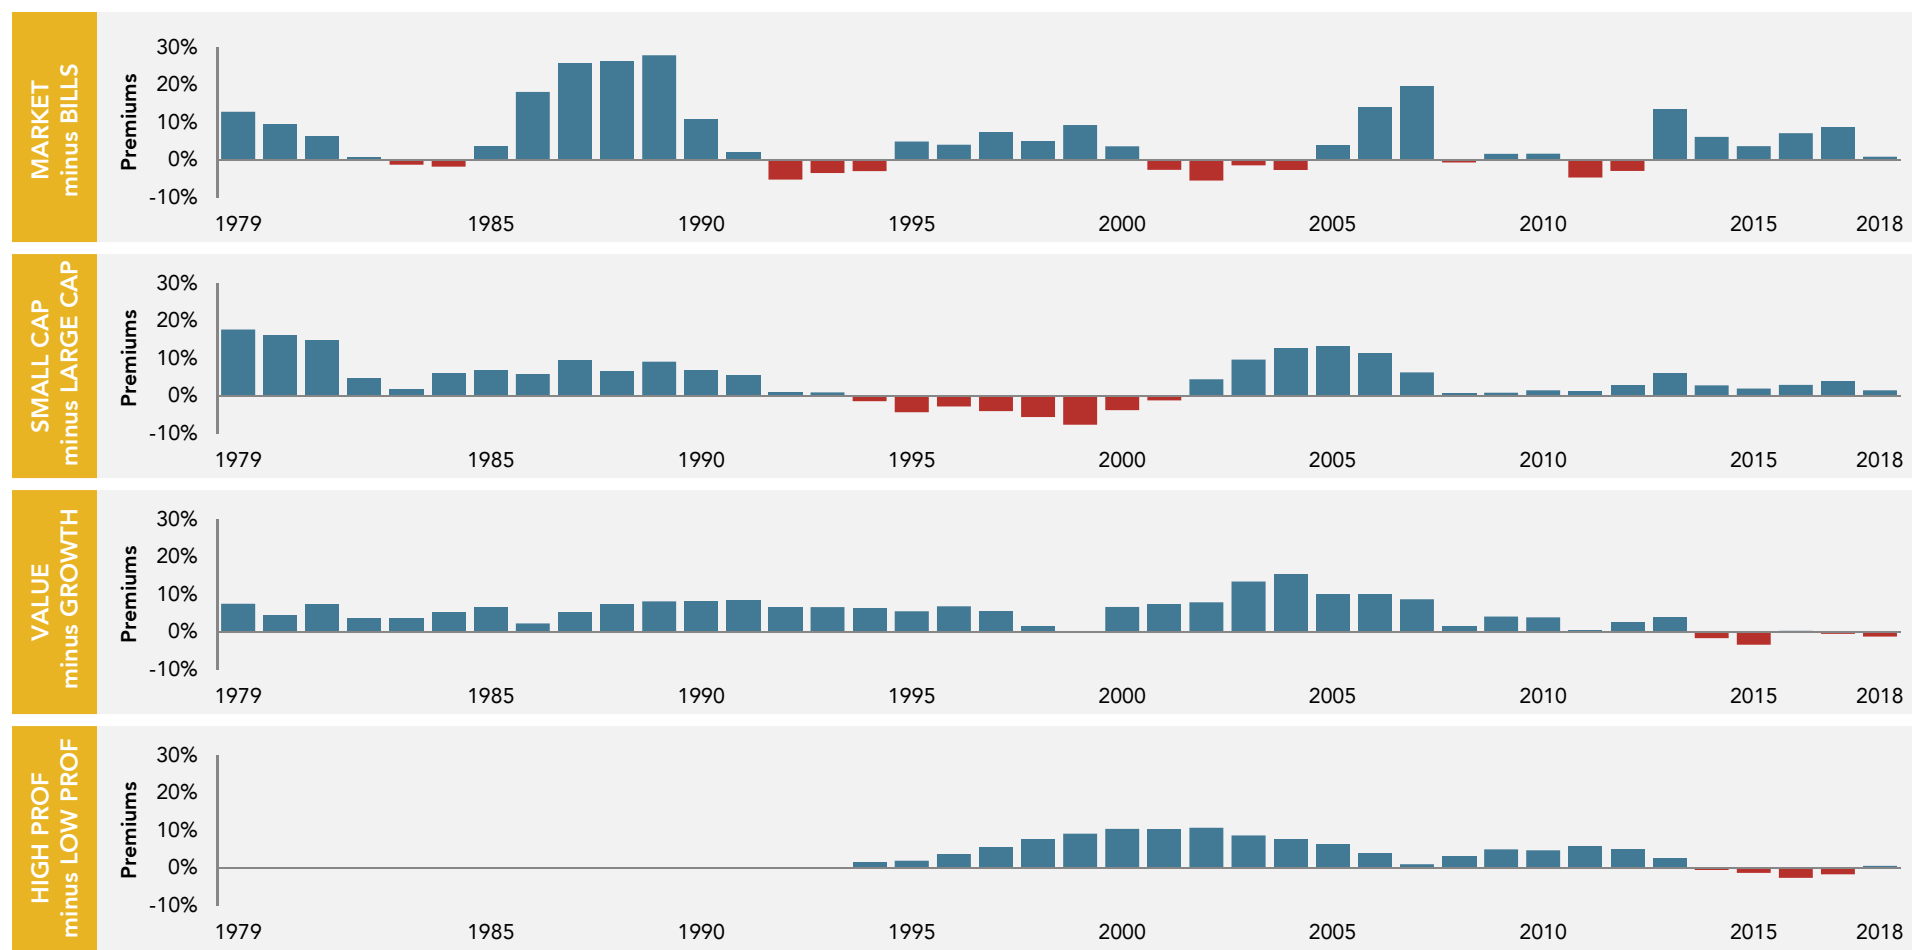 MARKET
minus BILLS
Premiums
30%
20%
10%
0%
-10%
1979 1985 1990 1995 2000 2005 2010 2015 2018
SMALL CAP
minus LARGE CAP
Premiums
30%
20%
10%
0%
-10%
1979 1985 1990 1995 2000 2005 2010 2015 2018
VALUE
minus GROWTH
Premiums
30%
20%
10%
0%
-10%
1979 1985 1990 1995 2000 2005 2010 2015 2018
HIGH PROF
minus LOW PROF
Premiums
30%
20%
10%
0%
-10%
1979 1985 1990 1995 2000 2005 2010 2015 2018